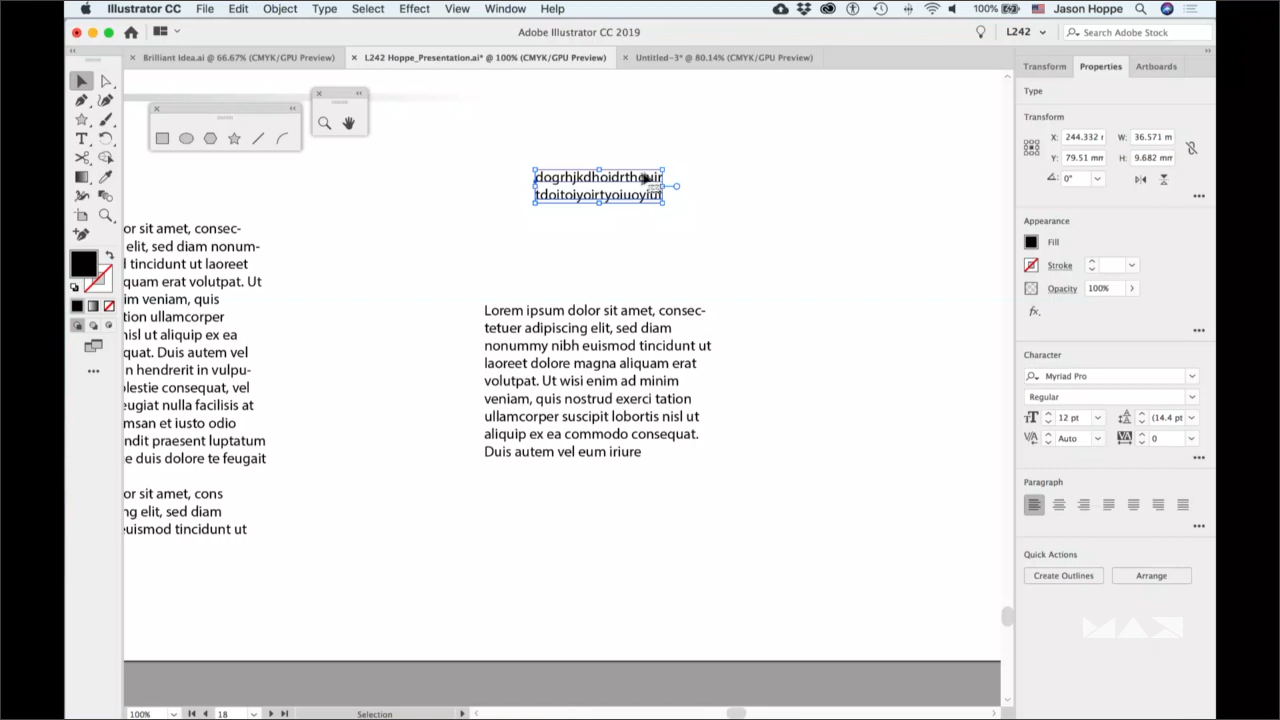 Illustrator CC File Edit Object Type Select Effect View Window Help 100% Jason Hoppe
Adobe Illustrator CC 2019 L242 Search Adobe Stock
Brilliant Idea.ai @ 66.67% (CMYK/GPU Preview) L242 Hoppe_Presentation.ai* @ 100% (CMYK/GPU Preview) Untitled-3* @ 80.14% (CMYK/GPU Preview)
Transform Properties Artboards
Type
Transform
X: 244.332 r W: 36.571 m
Y: 79.51 mm H: 9.682 mm
0°
Appearance
Fill
Stroke
Opacity 100%
fx.
Character
Myriad Pro
Regular
12 pt (14.4 pt
Auto 0
Paragraph
Quick Actions
Create Outlines Arrange
tdoitoiyoirtyoiuoyiut
or sit amet, consec-
elit, sed diam nonum-
tincidunt ut laoreet
quam erat volutpat. Ut
im veniam, quis
tion ullamcorper
nisl ut aliquip ex ea
quat. Duis autem vel
n hendrerit in vulpu-
lestie consequat, vel
eugiat nulla facilisis at
msan et iusto odio
ndit praesent luptatum
e duis dolore te feugait
or sit amet, cons
ng elit, sed diam
euismod tincidunt ut
Lorem ipsum dolor sit amet, consec-
tetuer adipiscing elit, sed diam
nonummy nibh euismod tincidunt ut
laoreet dolore magna aliquam erat
volutpat. Ut wisi enim ad minim
veniam, quis nostrud exerci tation
ullamcorper suscipit lobortis nisl ut
aliquip ex ea commodo consequat.
Duis autem vel eum iriure
MAX
100% 18 Selection